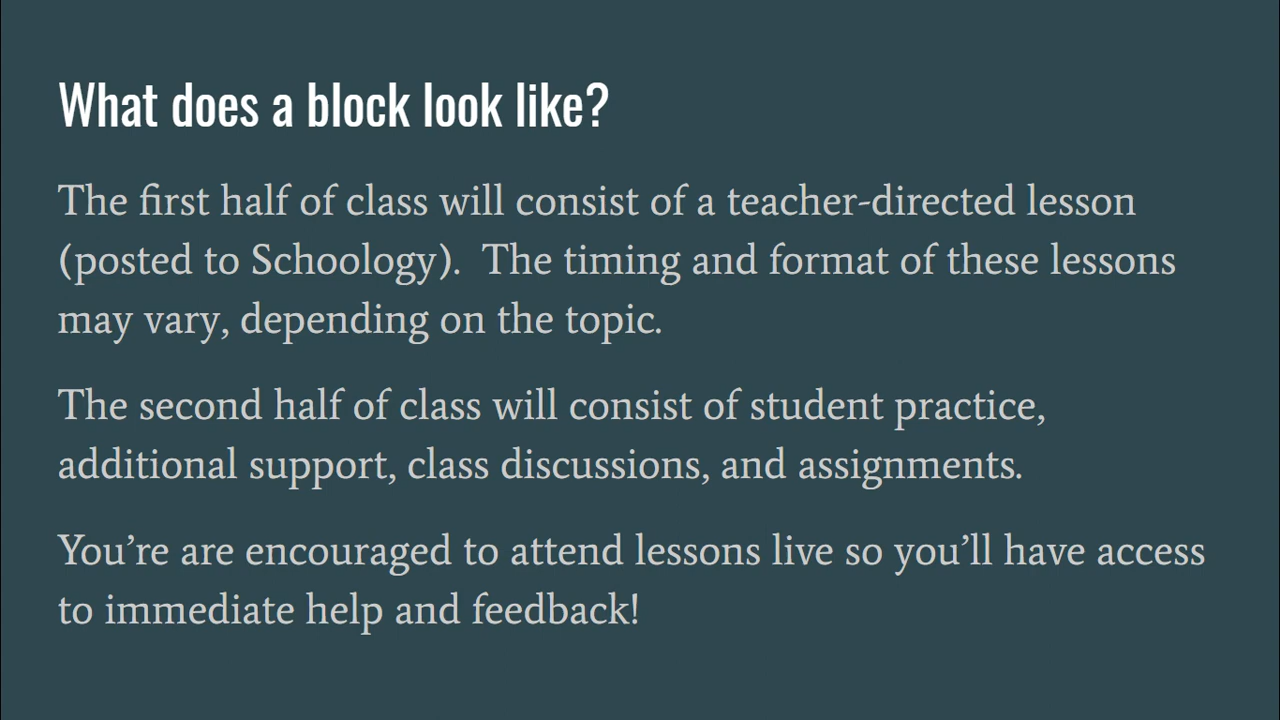 What does a block look like?
The first half of class will consist of a teacher-directed lesson
(posted to Schoology).  The timing and format of these lessons
may vary, depending on the topic.
The second half of class will consist of student practice,
additional support, class discussions, and assignments.
You’re are encouraged to attend lessons live so you’ll have access
to immediate help and feedback!